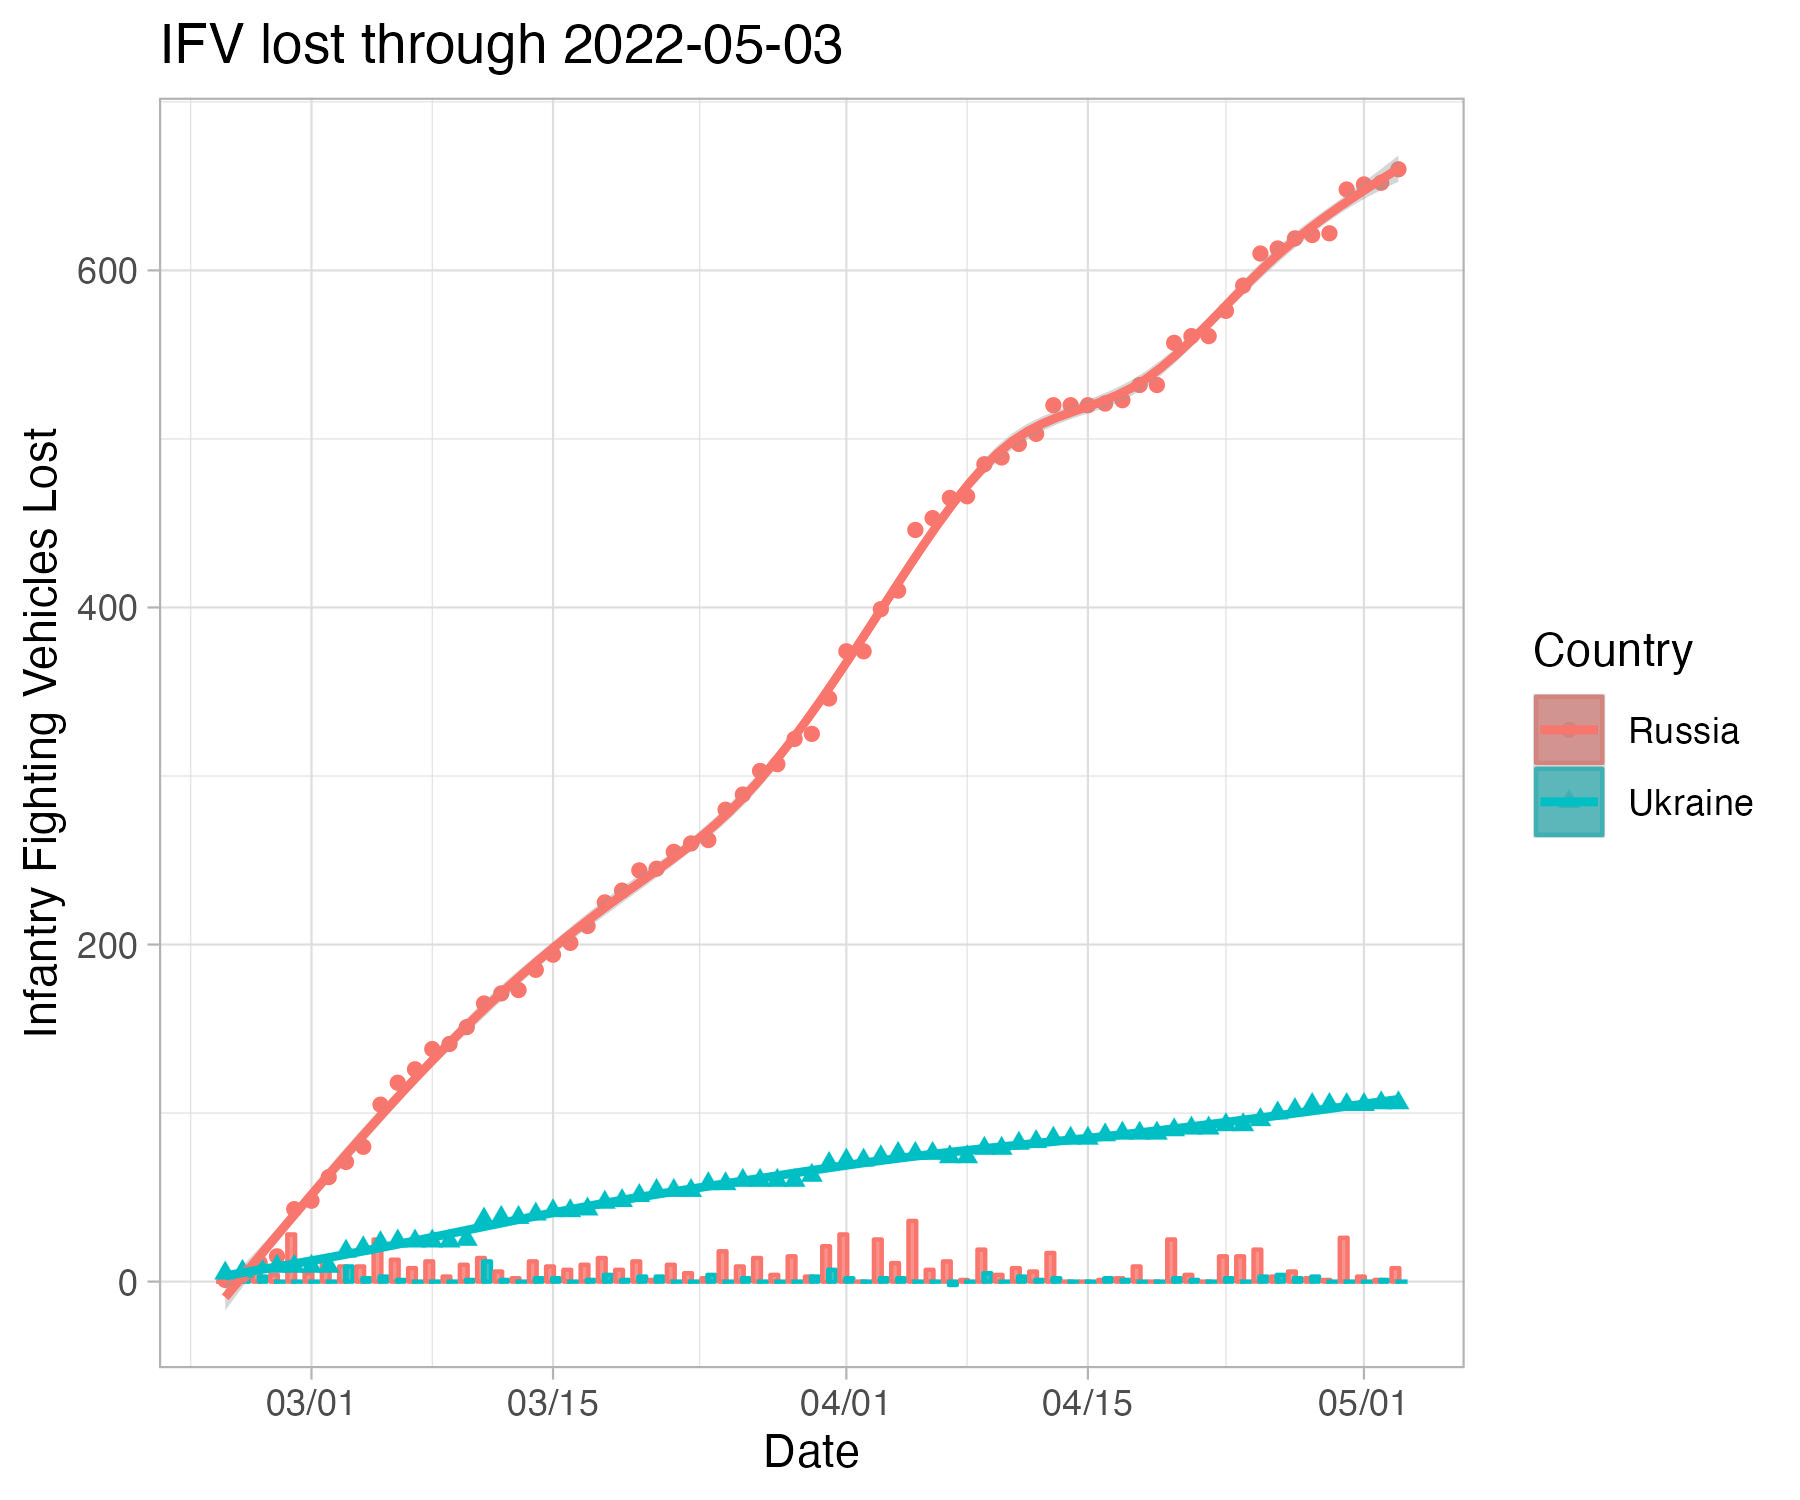 IFV lost through 2022-05-03
Infantry Fighting Vehicles Lost
600
400
200
0
03/01
03/15
04/01
04/15
05/01
Date
Country
Russia
Ukraine